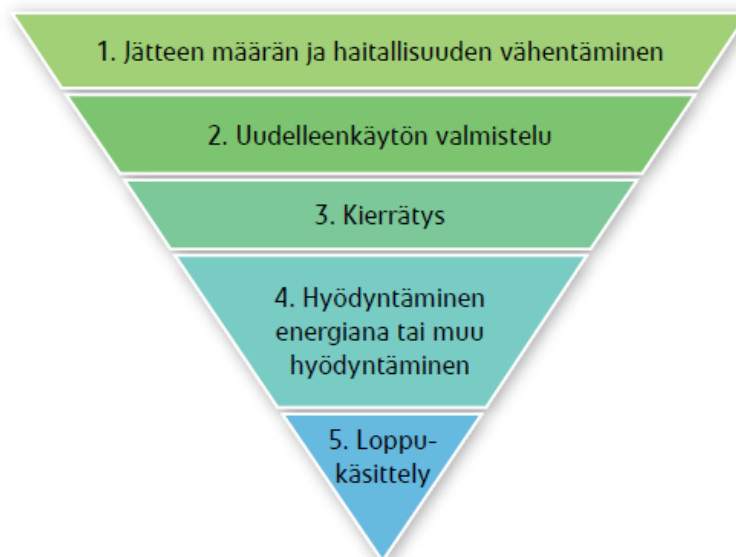 1. Jätteen määrän ja haitallisuuden vähentäminen
2. Uudelleenkäytön valmistelu
3. Kierrätys
4. Hyödyntäminen
energiana tai muu
hyödyntäminen
5. Loppu-
käsittely